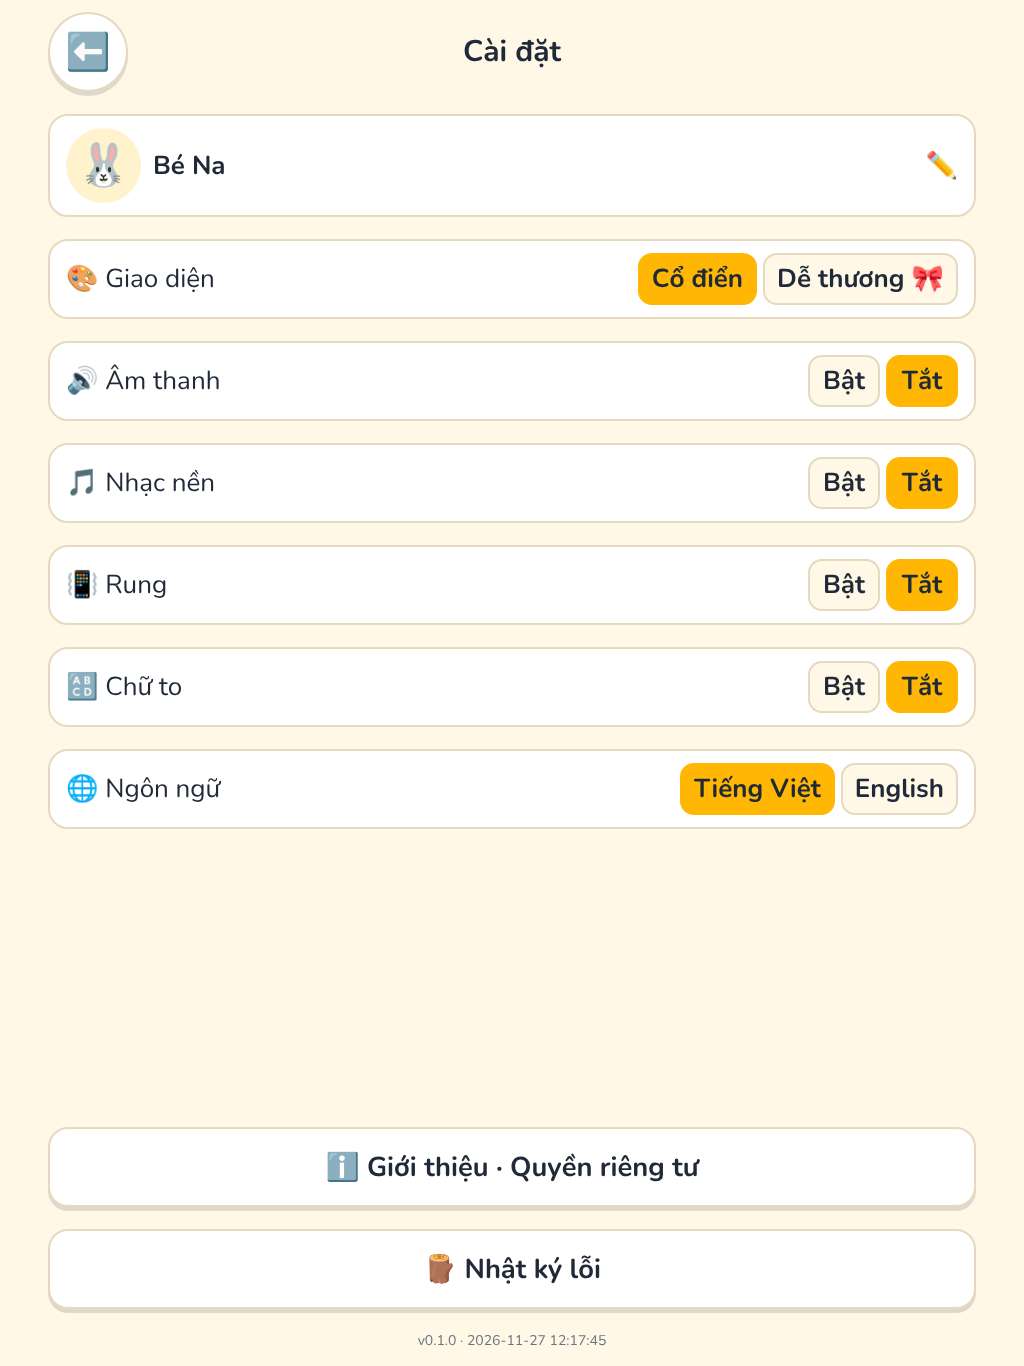 Cài đặt
Bé Na
Giao diện Cổ điển Dễ thương
Âm thanh Bật Tắt
Nhạc nền Bật Tắt
Rung Bật Tắt
Chữ to Bật Tắt
Ngôn ngữ Tiếng Việt English
Giới thiệu · Quyền riêng tư
Nhật ký lỗi
v0.1.0 · 2026-11-27 12:17:45